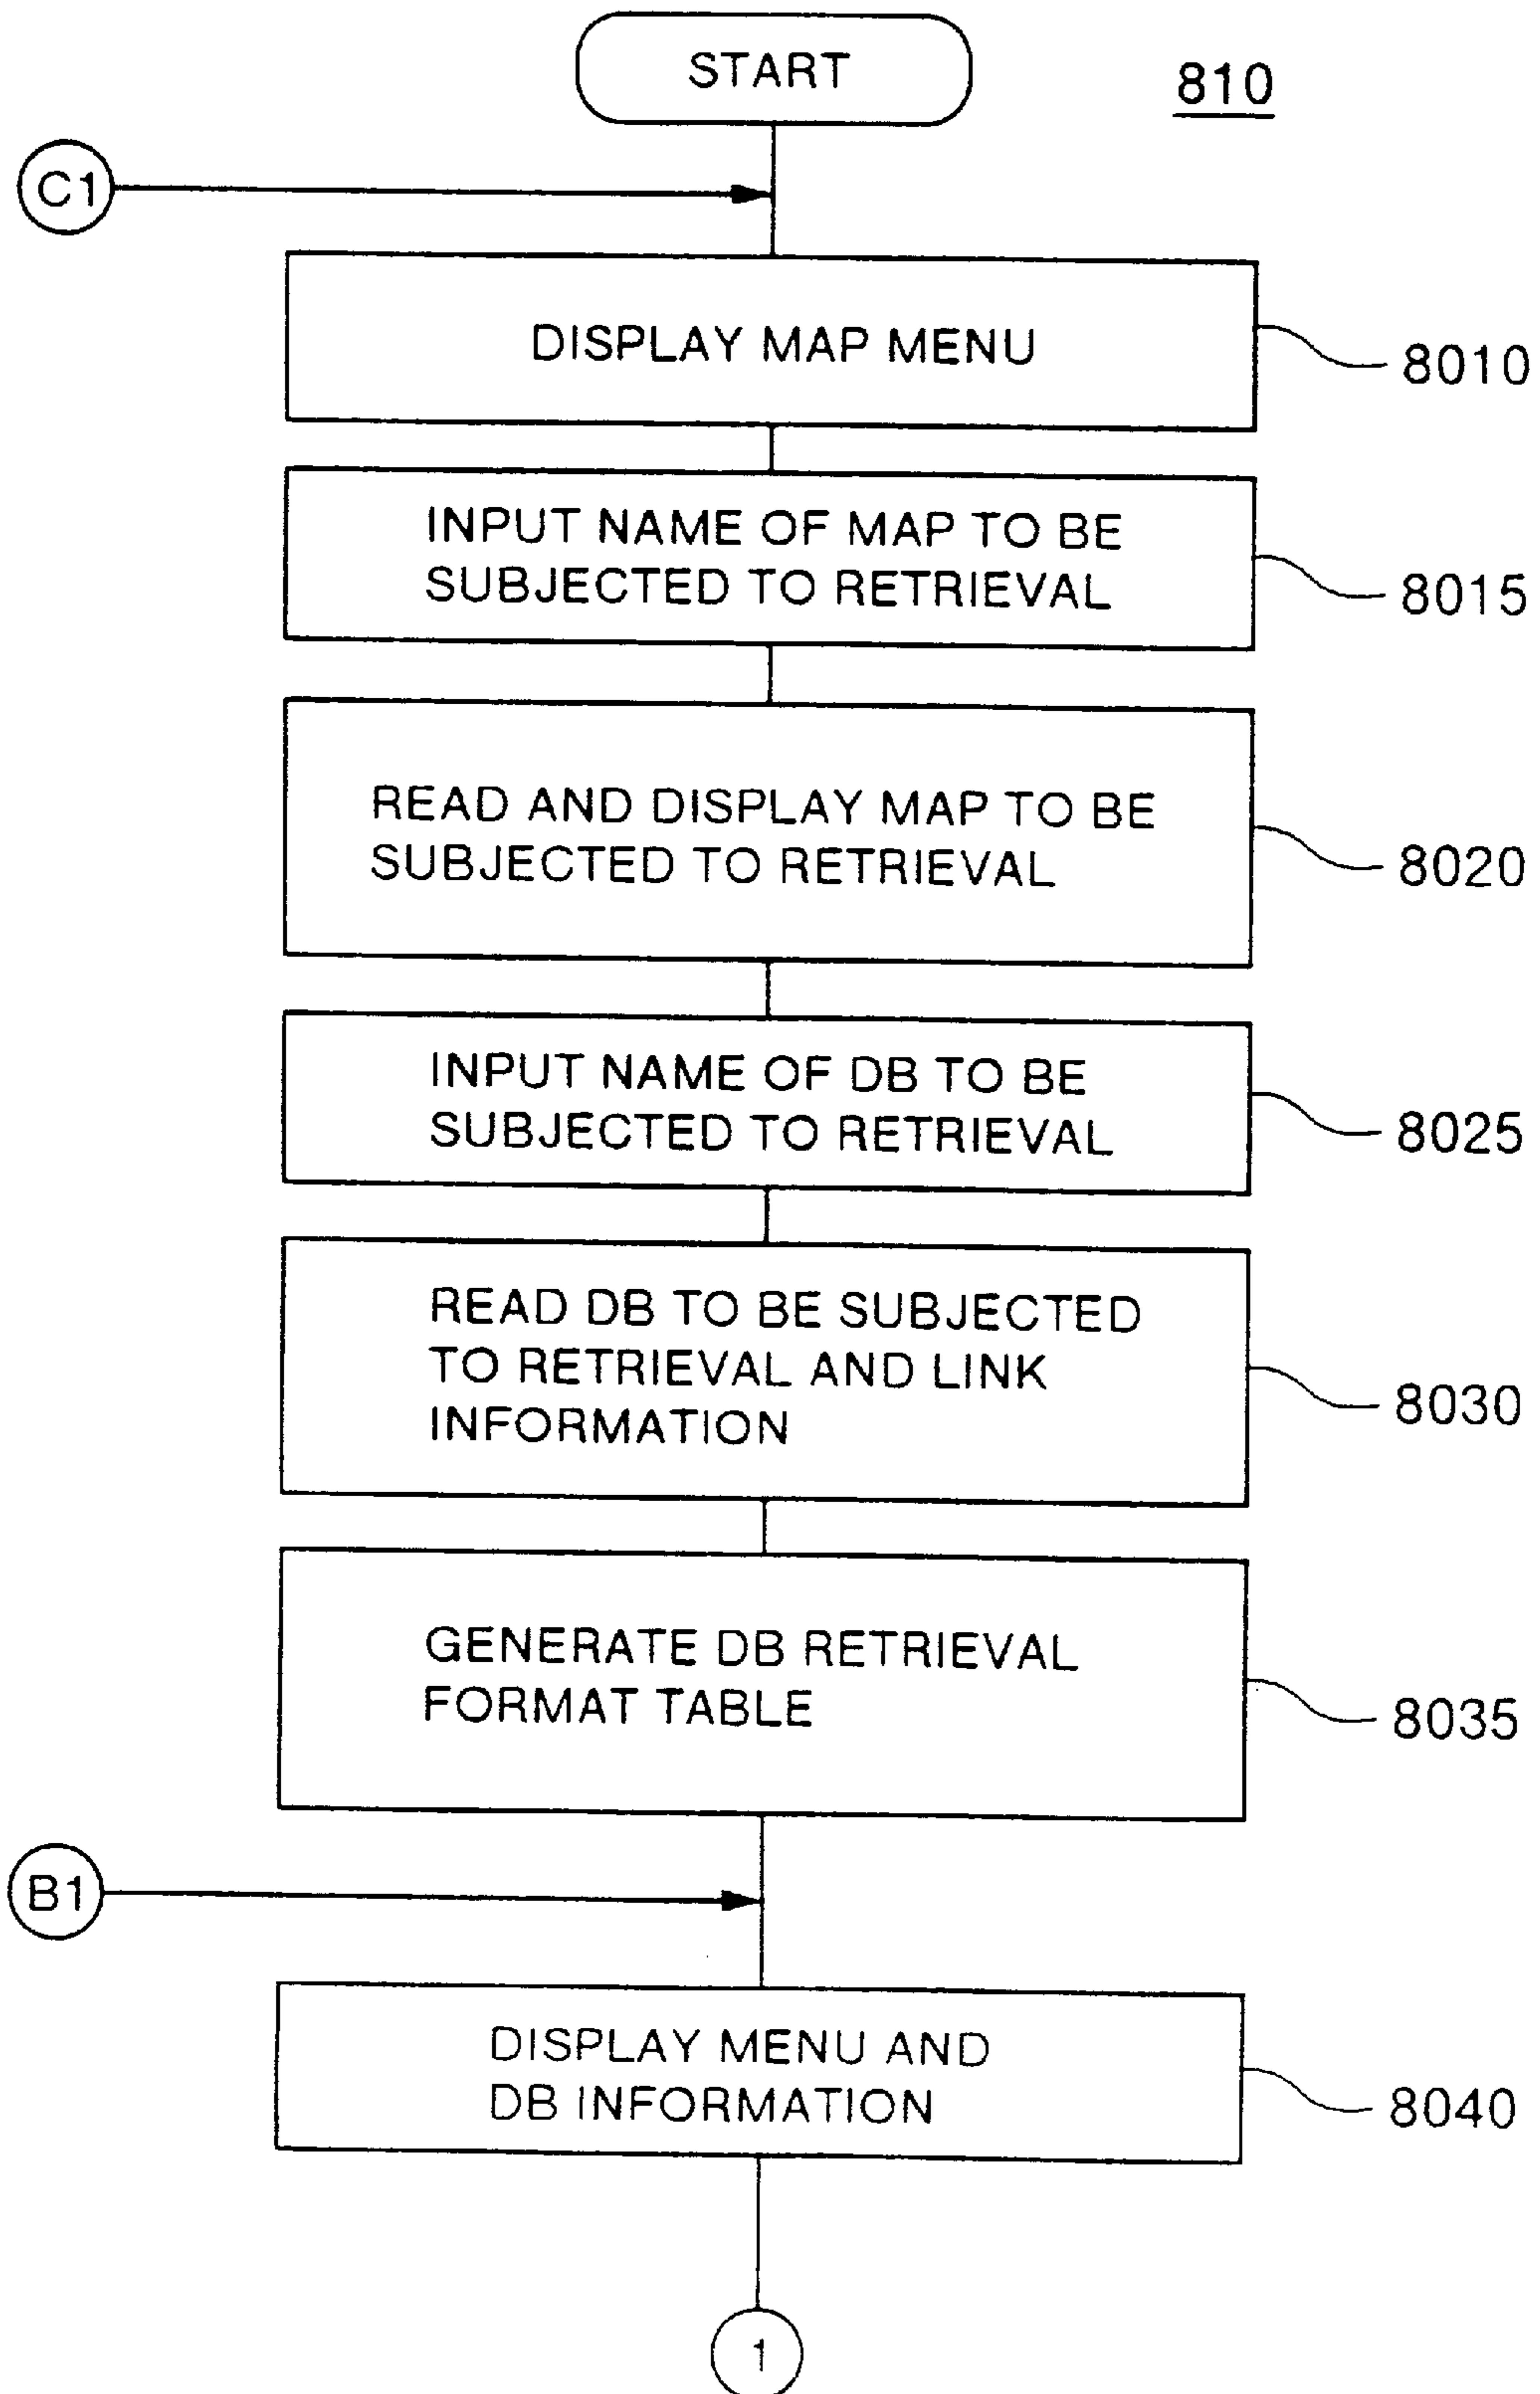 START
810
C1
DISPLAY MAP MENU
8010
INPUT NAME OF MAP TO BE
SUBJECTED TO RETRIEVAL
8015
READ AND DISPLAY MAP TO BE
SUBJECTED TO RETRIEVAL
8020
INPUT NAME OF DB TO BE
SUBJECTED TO RETRIEVAL
8025
READ DB TO BE SUBJECTED
TO RETRIEVAL AND LINK
INFORMATION
8030
GENERATE DB RETRIEVAL
FORMAT TABLE
8035
B1
DISPLAY MENU AND
DB INFORMATION
8040
1